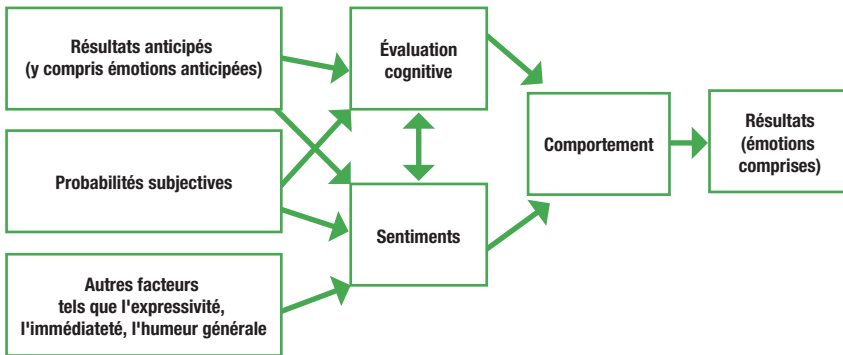 Résultats anticipés
(y compris émotions anticipées)
Probabilités subjectives
Autres facteurs
tels que l'expressivité,
l'immédiateté, l'humeur générale
Évaluation
cognitive
Sentiments
Comportement
Résultats
(émotions
comprises)